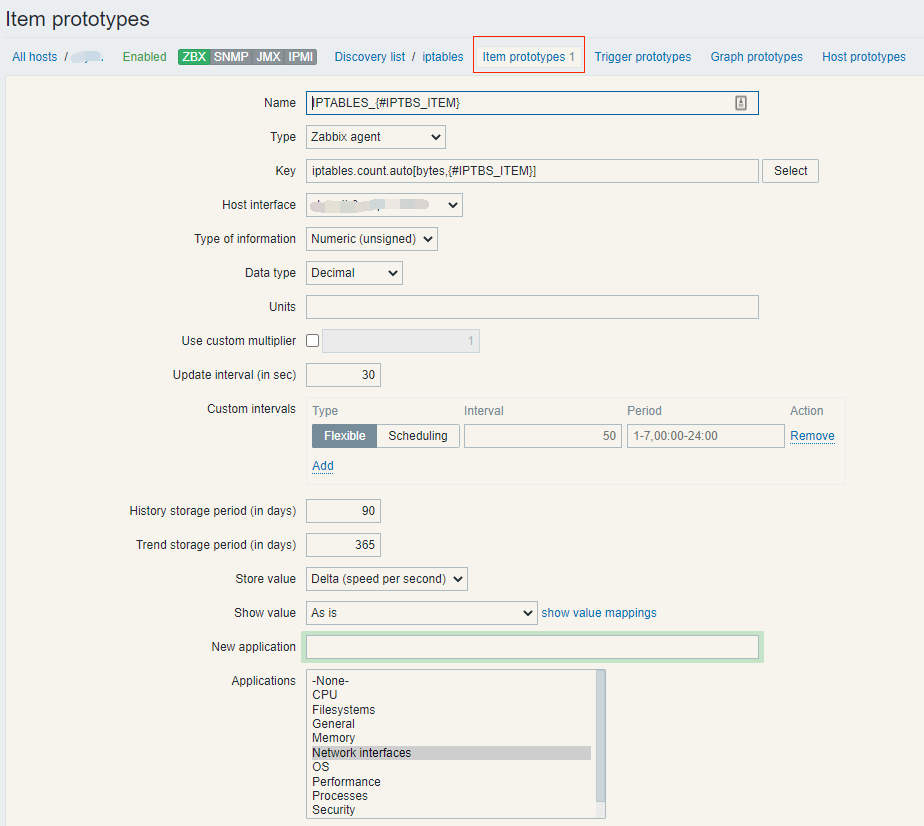 Item prototypes
All hosts / Enabled ZBX SNMP JMX IPMI Discovery list / iptables Item prototypes 1 Trigger prototypes Graph prototypes Host prototypes
Name IPTABLES_{#IPTBS_ITEM}
Type Zabbix agent
Key iptables.count.auto[bytes,{#IPTBS_ITEM}] Select
Host interface
Type of information Numeric (unsigned)
Data type Decimal
Units
Use custom multiplier 1
Update interval (in sec) 30
Custom intervals Type Interval Period Action
Flexible Scheduling 50 1-7,00:00-24:00 Remove
Add
History storage period (in days) 90
Trend storage period (in days) 365
Store value Delta (speed per second)
Show value As is show value mappings
New application
Applications -None-
CPU
Filesystems
General
Memory
Network interfaces
OS
Performance
Processes
Security